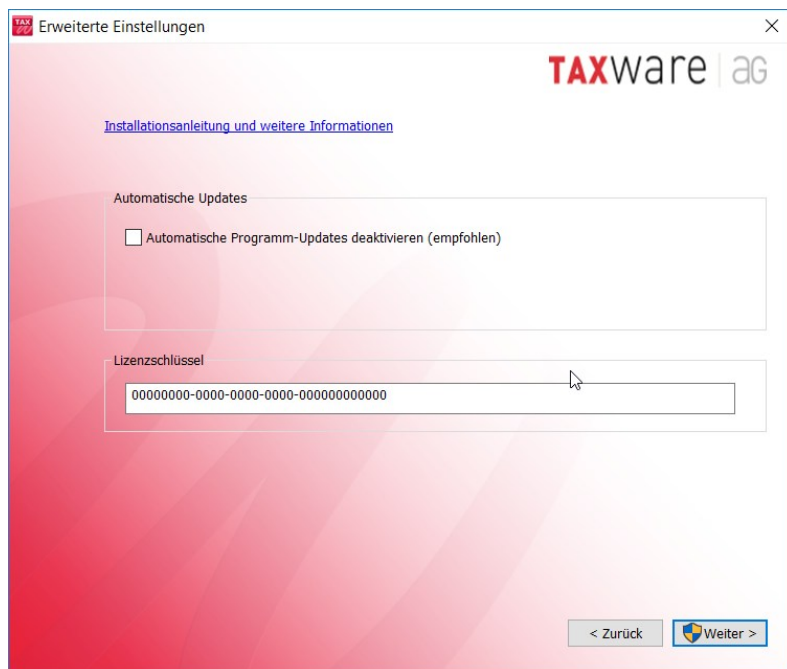 TAX
Erweiterte Einstellungen
TAXware | aG
Installationsanleitung und weitere Informationen
Automatische Updates
Automatische Programm-Updates deaktivieren (empfohlen)
Lizenzschlüssel
00000000-0000-0000-0000-000000000000
< Zurück
Weiter >